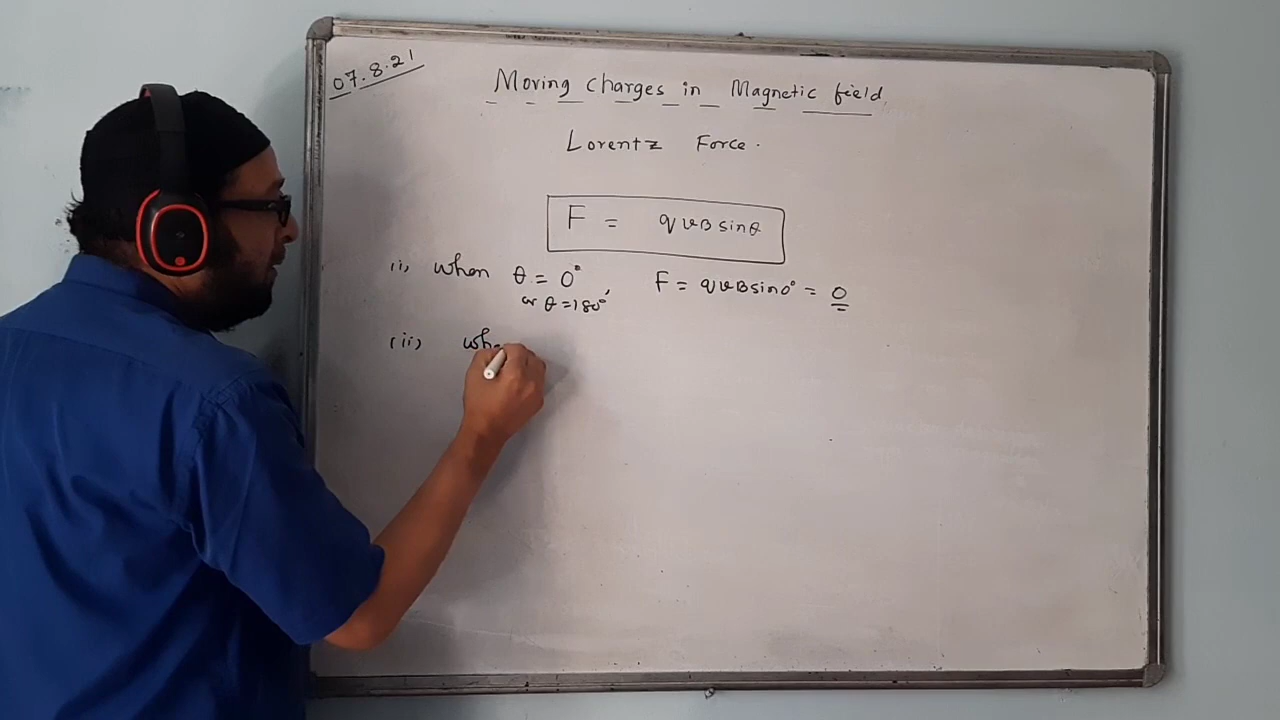 07.8.21
Moving Charges in Magnetic field
Lorentz Force.
F = qvB sinθ
(i) when θ = 0°, F = qvB sin0° = 0
or θ = 180°
(ii) whe